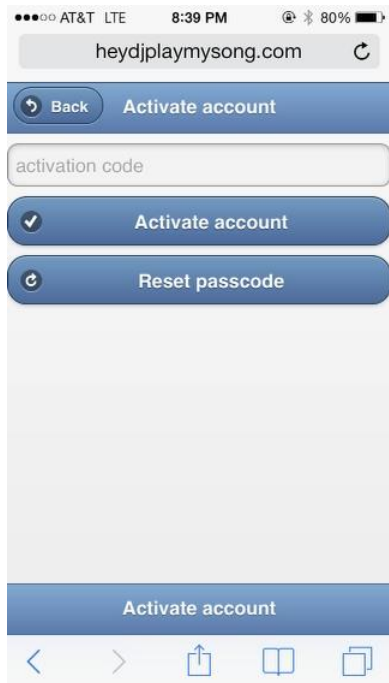 AT&T LTE 8:39 PM 80%
heydjplaymysong.com
Back Activate account
activation code
Activate account
Reset passcode
Activate account